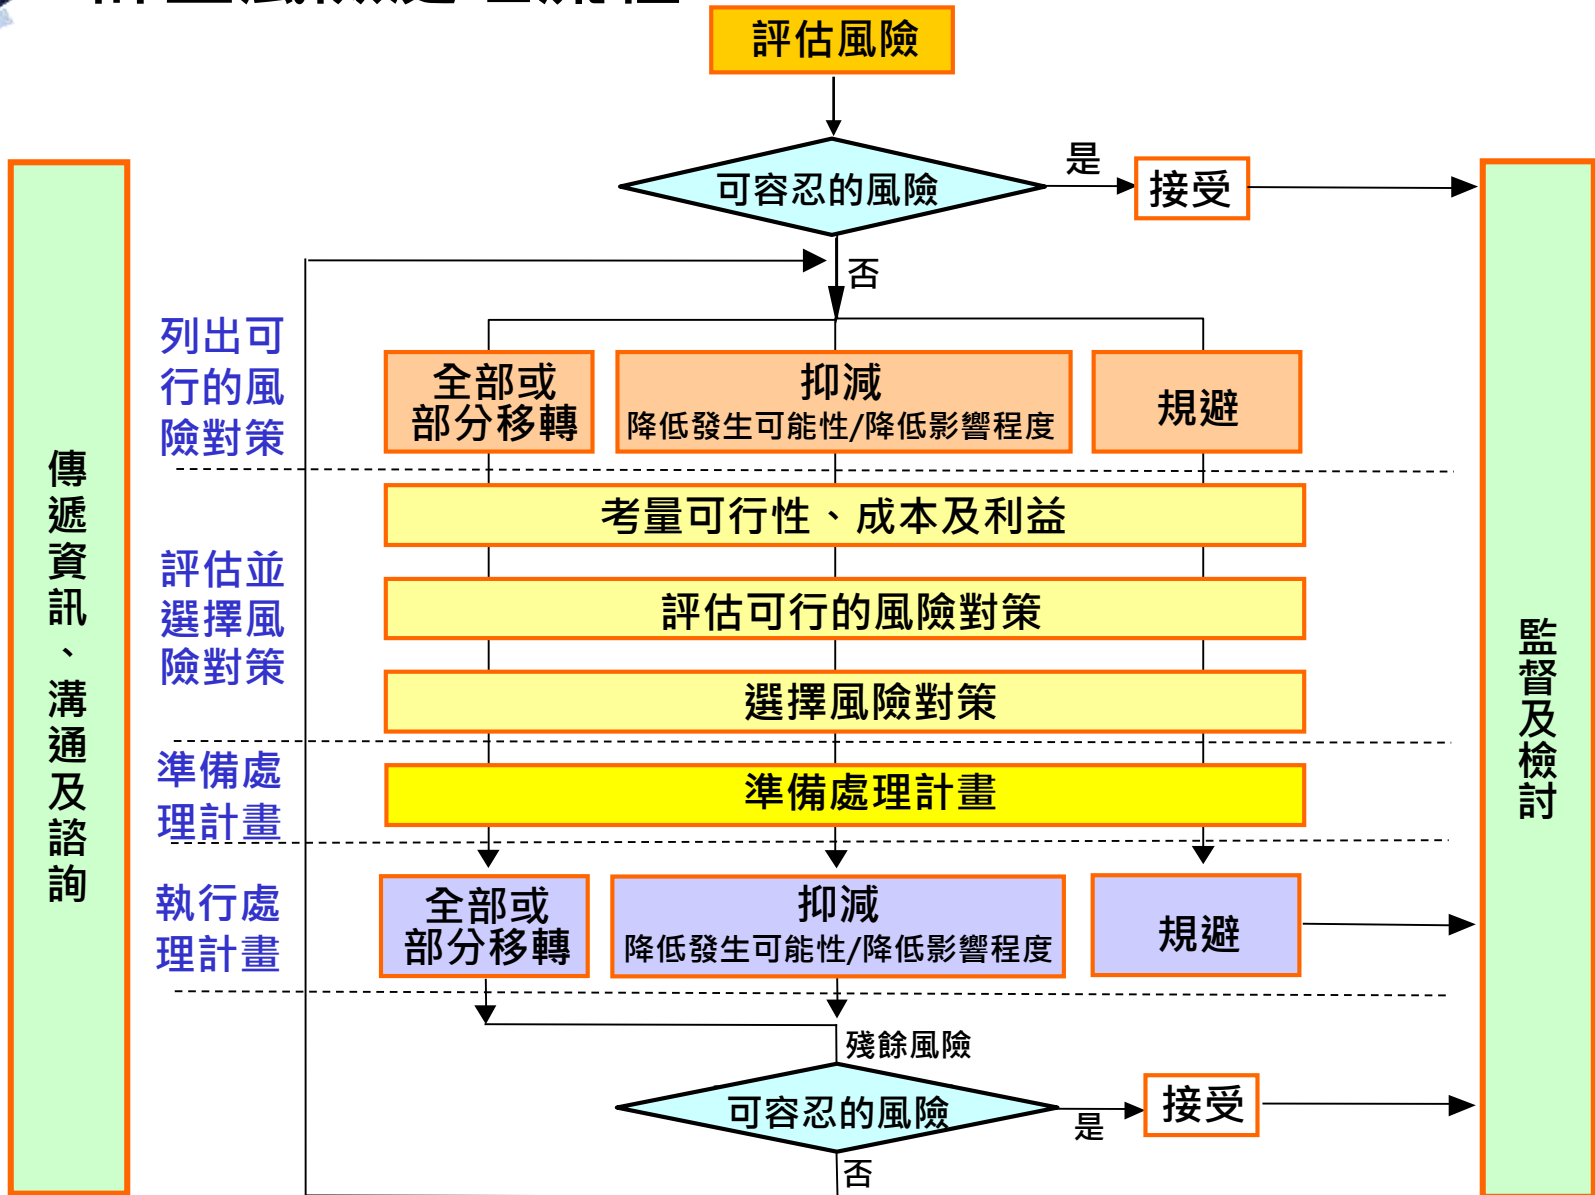 評估風險
可容忍的風險
是
接受
否
列出可
行的風
險對策
全部或
部分移轉
抑減
降低發生可能性/降低影響程度
規避
考量可行性、成本及利益
評估並
選擇風
險對策
評估可行的風險對策
選擇風險對策
準備處
理計畫
準備處理計畫
執行處
理計畫
全部或
部分移轉
抑減
降低發生可能性/降低影響程度
規避
殘餘風險
可容忍的風險
是
接受
否
傳遞資訊、溝通及諮詢
監督及檢討